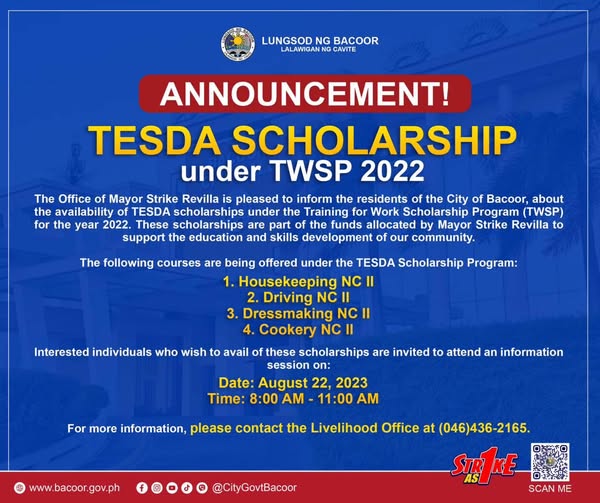 LUNGSOD NG BACOOR
LALAWIGAN NG CAVITE
ANNOUNCEMENT!
TESDA SCHOLARSHIP
under TWSP 2022
The Office of Mayor Strike Revilla is pleased to inform the residents of the City of Bacoor, about
the availability of TESDA scholarships under the Training for Work Scholarship Program (TWSP)
for the year 2022. These scholarships are part of the funds allocated by Mayor Strike Revilla to
support the education and skills development of our community.
The following courses are being offered under the TESDA Scholarship Program:
1. Housekeeping NC II
2. Driving NC II
3. Dressmaking NC II
4. Cookery NC II
Interested individuals who wish to avail of these scholarships are invited to attend an information
session on:
Date: August 22, 2023
Time: 8:00 AM - 11:00 AM
For more information, please contact the Livelihood Office at (046)436-2165.
STR1KE
AS
www.bacoor.gov.ph
@CityGovtBacoor
SCAN ME